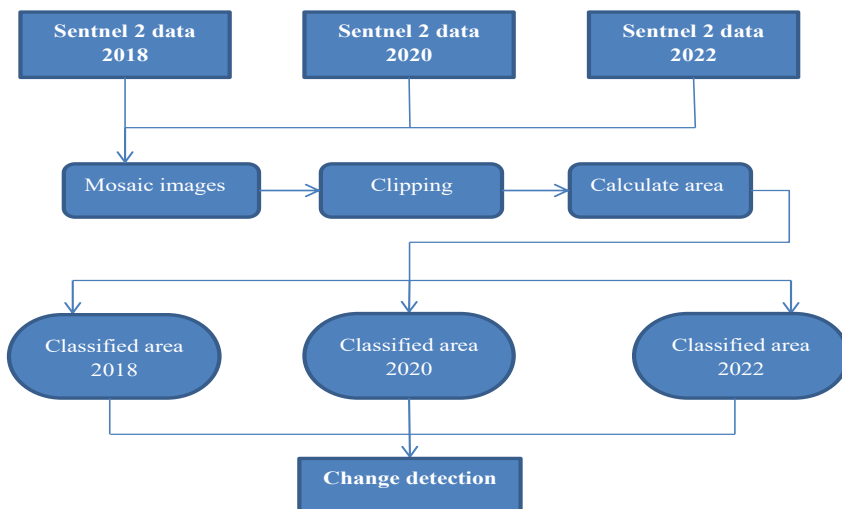 Sentnel 2 data
2018
Sentnel 2 data
2020
Sentnel 2 data
2022
Mosaic images
Clipping
Calculate area
Classified area
2018
Classified area
2020
Classified area
2022
Change detection